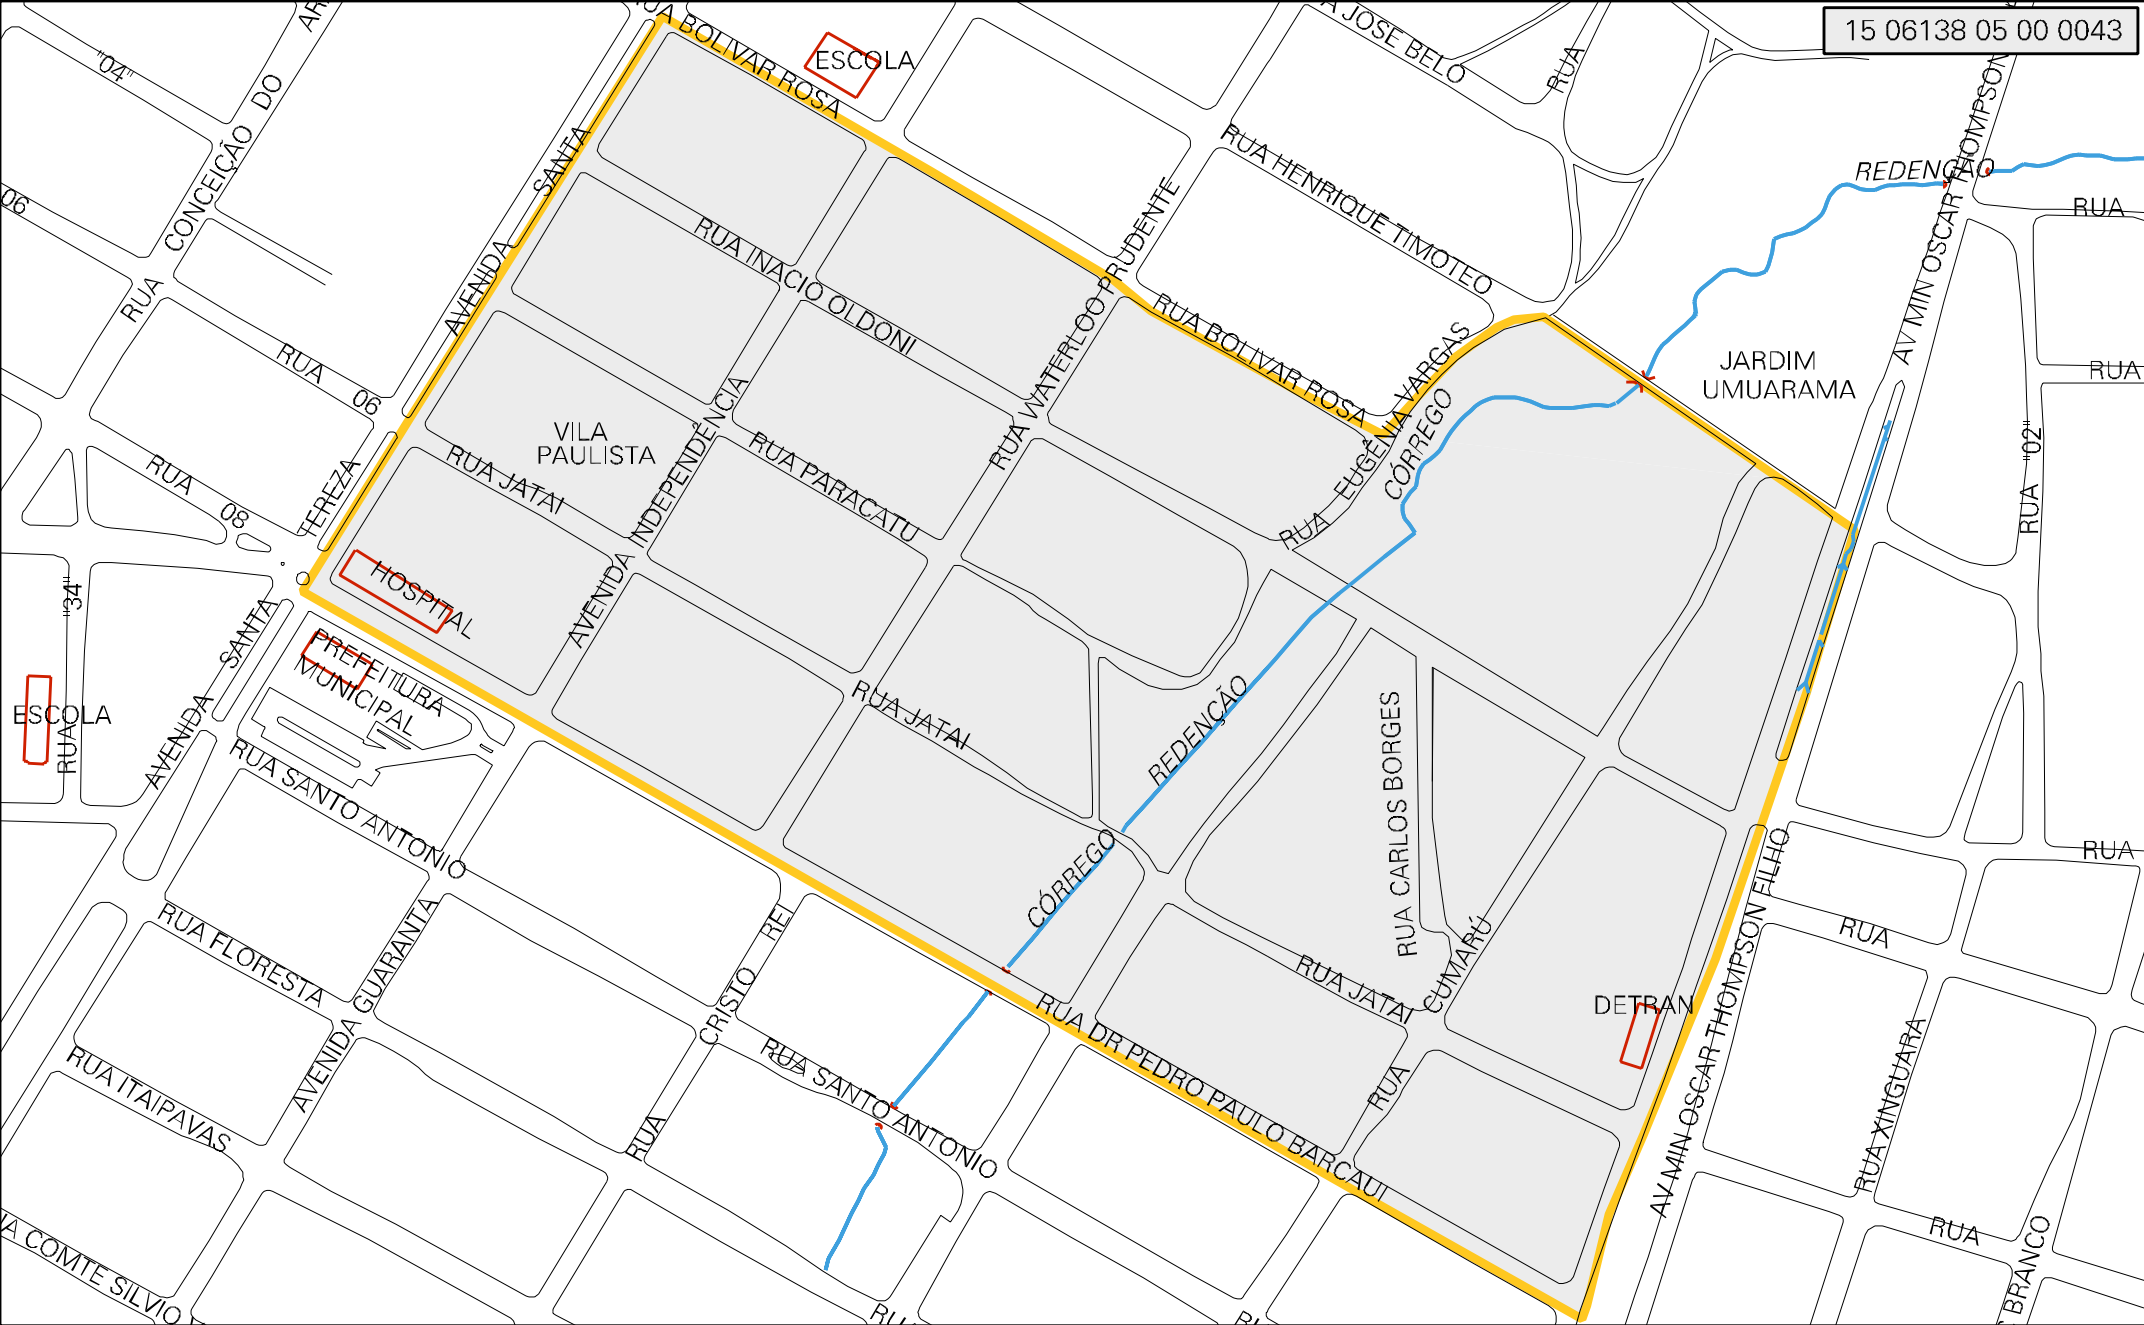 15 06138 05 00 0043
RUA BOLIVAR ROSA
ESCOLA
A JOSE BELO
RUA
"04"
DO
CONCEIÇÃO
RUA
06
AVENIDA SANTA
TEREZA
RUA HENRIQUE TIMOTEO
REDENÇÃO
AV MIN OSCAR THOMPSON
RUA
RUA
RUA "02"
RUA INACIO OLDONI
RUA WATERLOO PRUDENTE
RUA BOLIVAR ROSA
RUA EUGÊNIA VARGAS
CÓRREGO
JARDIM
UMUARAMA
RUA 06
RUA 08
VILA
PAULISTA
RUA JATAI
AVENIDA INDEPENDENCIA
RUA PARACATU
HOSPITAL
PREFEITURA
MUNICIPAL
"34"
RUA
ESCOLA
AVENIDA SANTA
RUA JATAI
CÓRREGO REDENÇÃO
RUA CARLOS BORGES
RUA CUMARÚ
RUA JATAI
DETRAN
AV MIN OSCAR THOMPSON FILHO
RUA
RUA
RUA XINGUARA
RUA
BRANCO
RUA SANTO ANTONIO
RUA FLORESTA
AVENIDA GUARANTA
RUA CRISTO REI
RUA ITAIPAVAS
RUA SANTO ANTONIO
RUA DR PEDRO PAULO BARCAUI
COMTE SILVIO